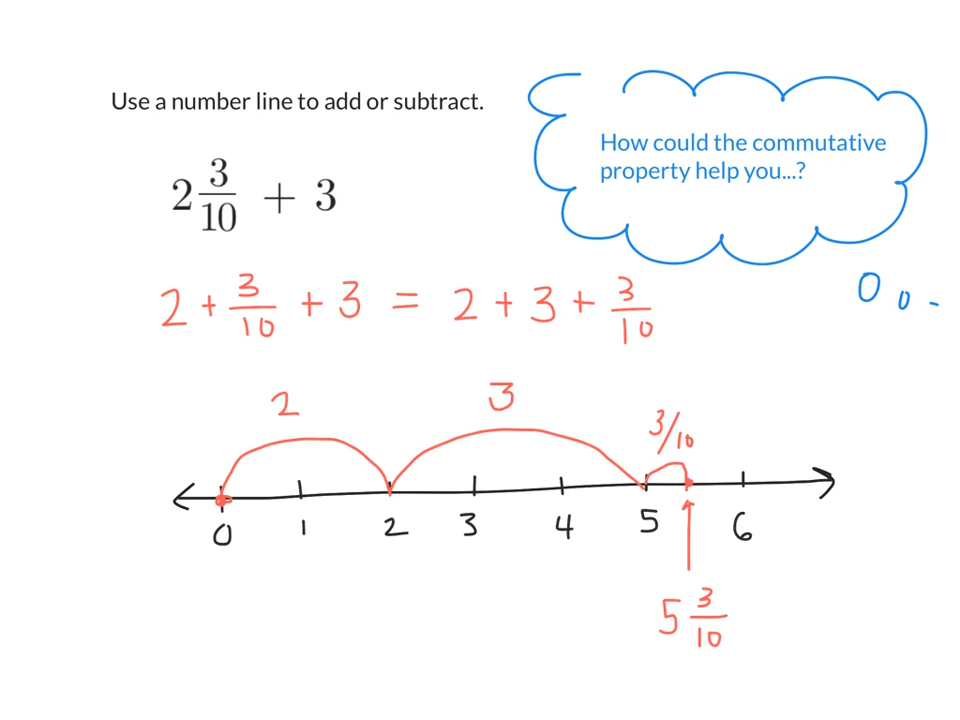 Use a number line to add or subtract.
How could the commutative
property help you...?
2 3/10 + 3
2 + 3/10 + 3 = 2 + 3 + 3/10
2 3 3/10
0 1 2 3 4 5 6
5 3/10